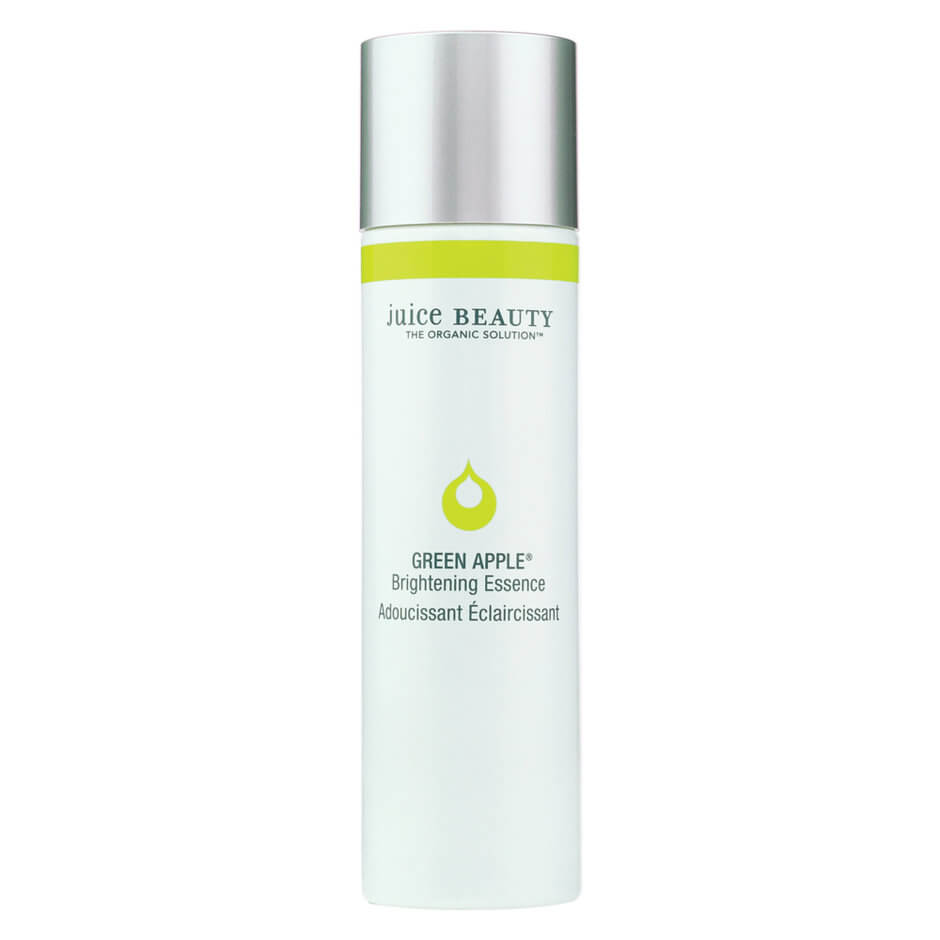 juice BEAUTY
THE ORGANIC SOLUTION™
GREEN APPLE®
Brightening Essence
Adoucissant Éclaircissant